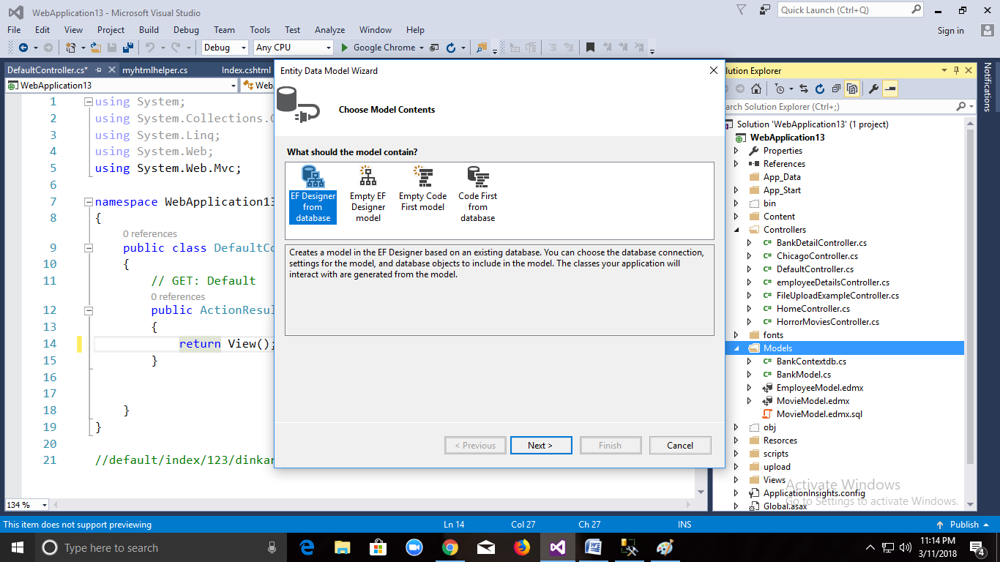 WebApplication13 - Microsoft Visual Studio
Quick Launch (Ctrl+Q)
File Edit View Project Build Debug Team Tools Test Analyze Window Help
Sign in
Debug Any CPU Google Chrome
DefaultController.cs* myhtmlhelper.cs Index.cshtml
WebApplication13
1 using System;
2 using System.Collections.
3 using System.Linq;
4 using System.Web;
5 using System.Web.Mvc;
6
7 namespace WebApplication13
8 {
0 references
9 public class DefaultCo
10 {
11 // GET: Default
0 references
12 public ActionResul
13 {
14 return View();
15 }
16
17
18 }
19 }
20
21 //default/index/123/dinkar
134 %
Entity Data Model Wizard
Choose Model Contents
What should the model contain?
EF Designer from database
Empty EF Designer model
Empty Code First model
Code First from database
Creates a model in the EF Designer based on an existing database. You can choose the database connection,
settings for the model, and database objects to include in the model. The classes your application will
interact with are generated from the model.
< Previous Next > Finish Cancel
lution Explorer
arch Solution Explorer (Ctrl+;)
Solution 'WebApplication13' (1 project)
WebApplication13
Properties
References
App_Data
App_Start
bin
Content
Controllers
C# BankDetailController.cs
C# ChicagoController.cs
C# DefaultController.cs
C# employeeDetailsController.cs
C# FileUploadExampleController.cs
C# HomeController.cs
C# HorrorMoviesController.cs
fonts
Models
C# BankContextdb.cs
C# BankModel.cs
EmployeeModel.edmx
MovieModel.edmx
MovieModel.edmx.sql
obj
Resorces
scripts
upload
Views
ApplicationInsights.config
Global.asax
Activate Windows
Go to Settings to activate Windows.
Notifications
This item does not support previewing Ln 14 Col 27 Ch 27 INS Publish
Type here to search
11:14 PM
3/11/2018
4